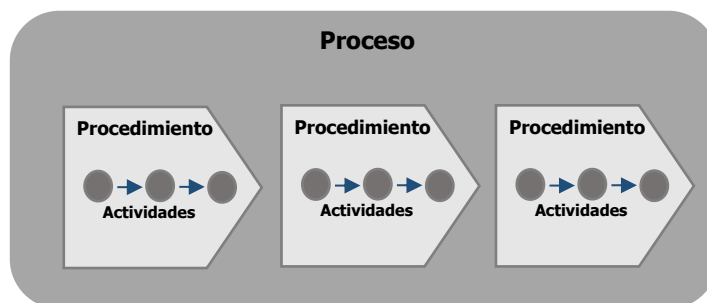 Proceso
Procedimiento
Actividades
Procedimiento
Actividades
Procedimiento
Actividades